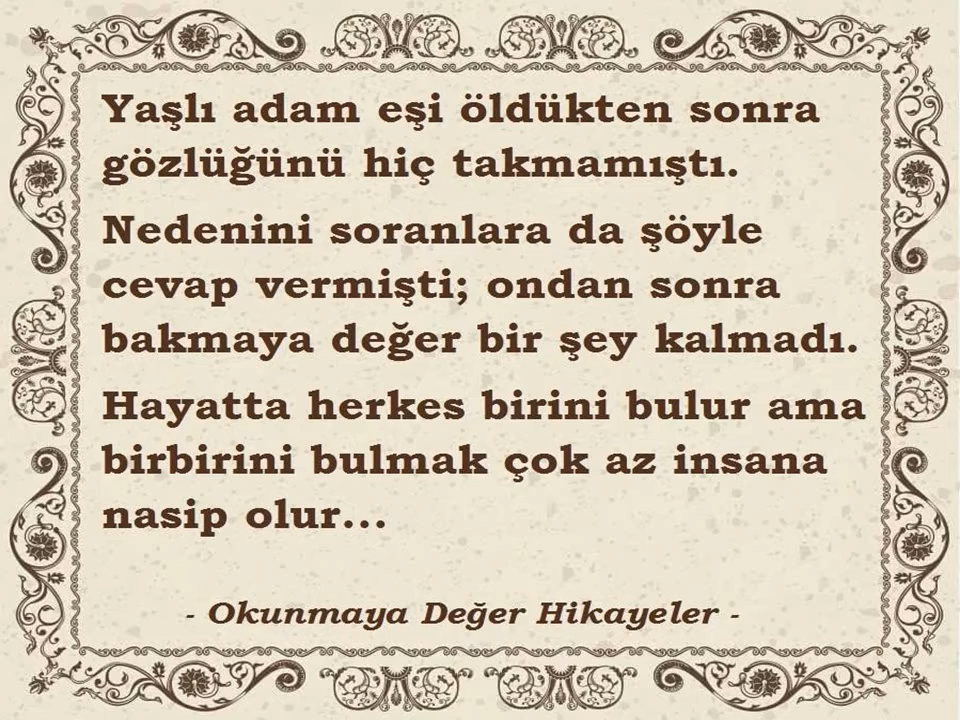 Yaşlı adam eşi öldükten sonra
gözlüğünü hiç takmamıştı.
Nedenini soranlara da şöyle
cevap vermişti; ondan sonra
bakmaya değer bir şey kalmadı.
Hayatta herkes birini bulur ama
birbirini bulmak çok az insana
nasip olur...
- Okunmaya Değer Hikayeler -